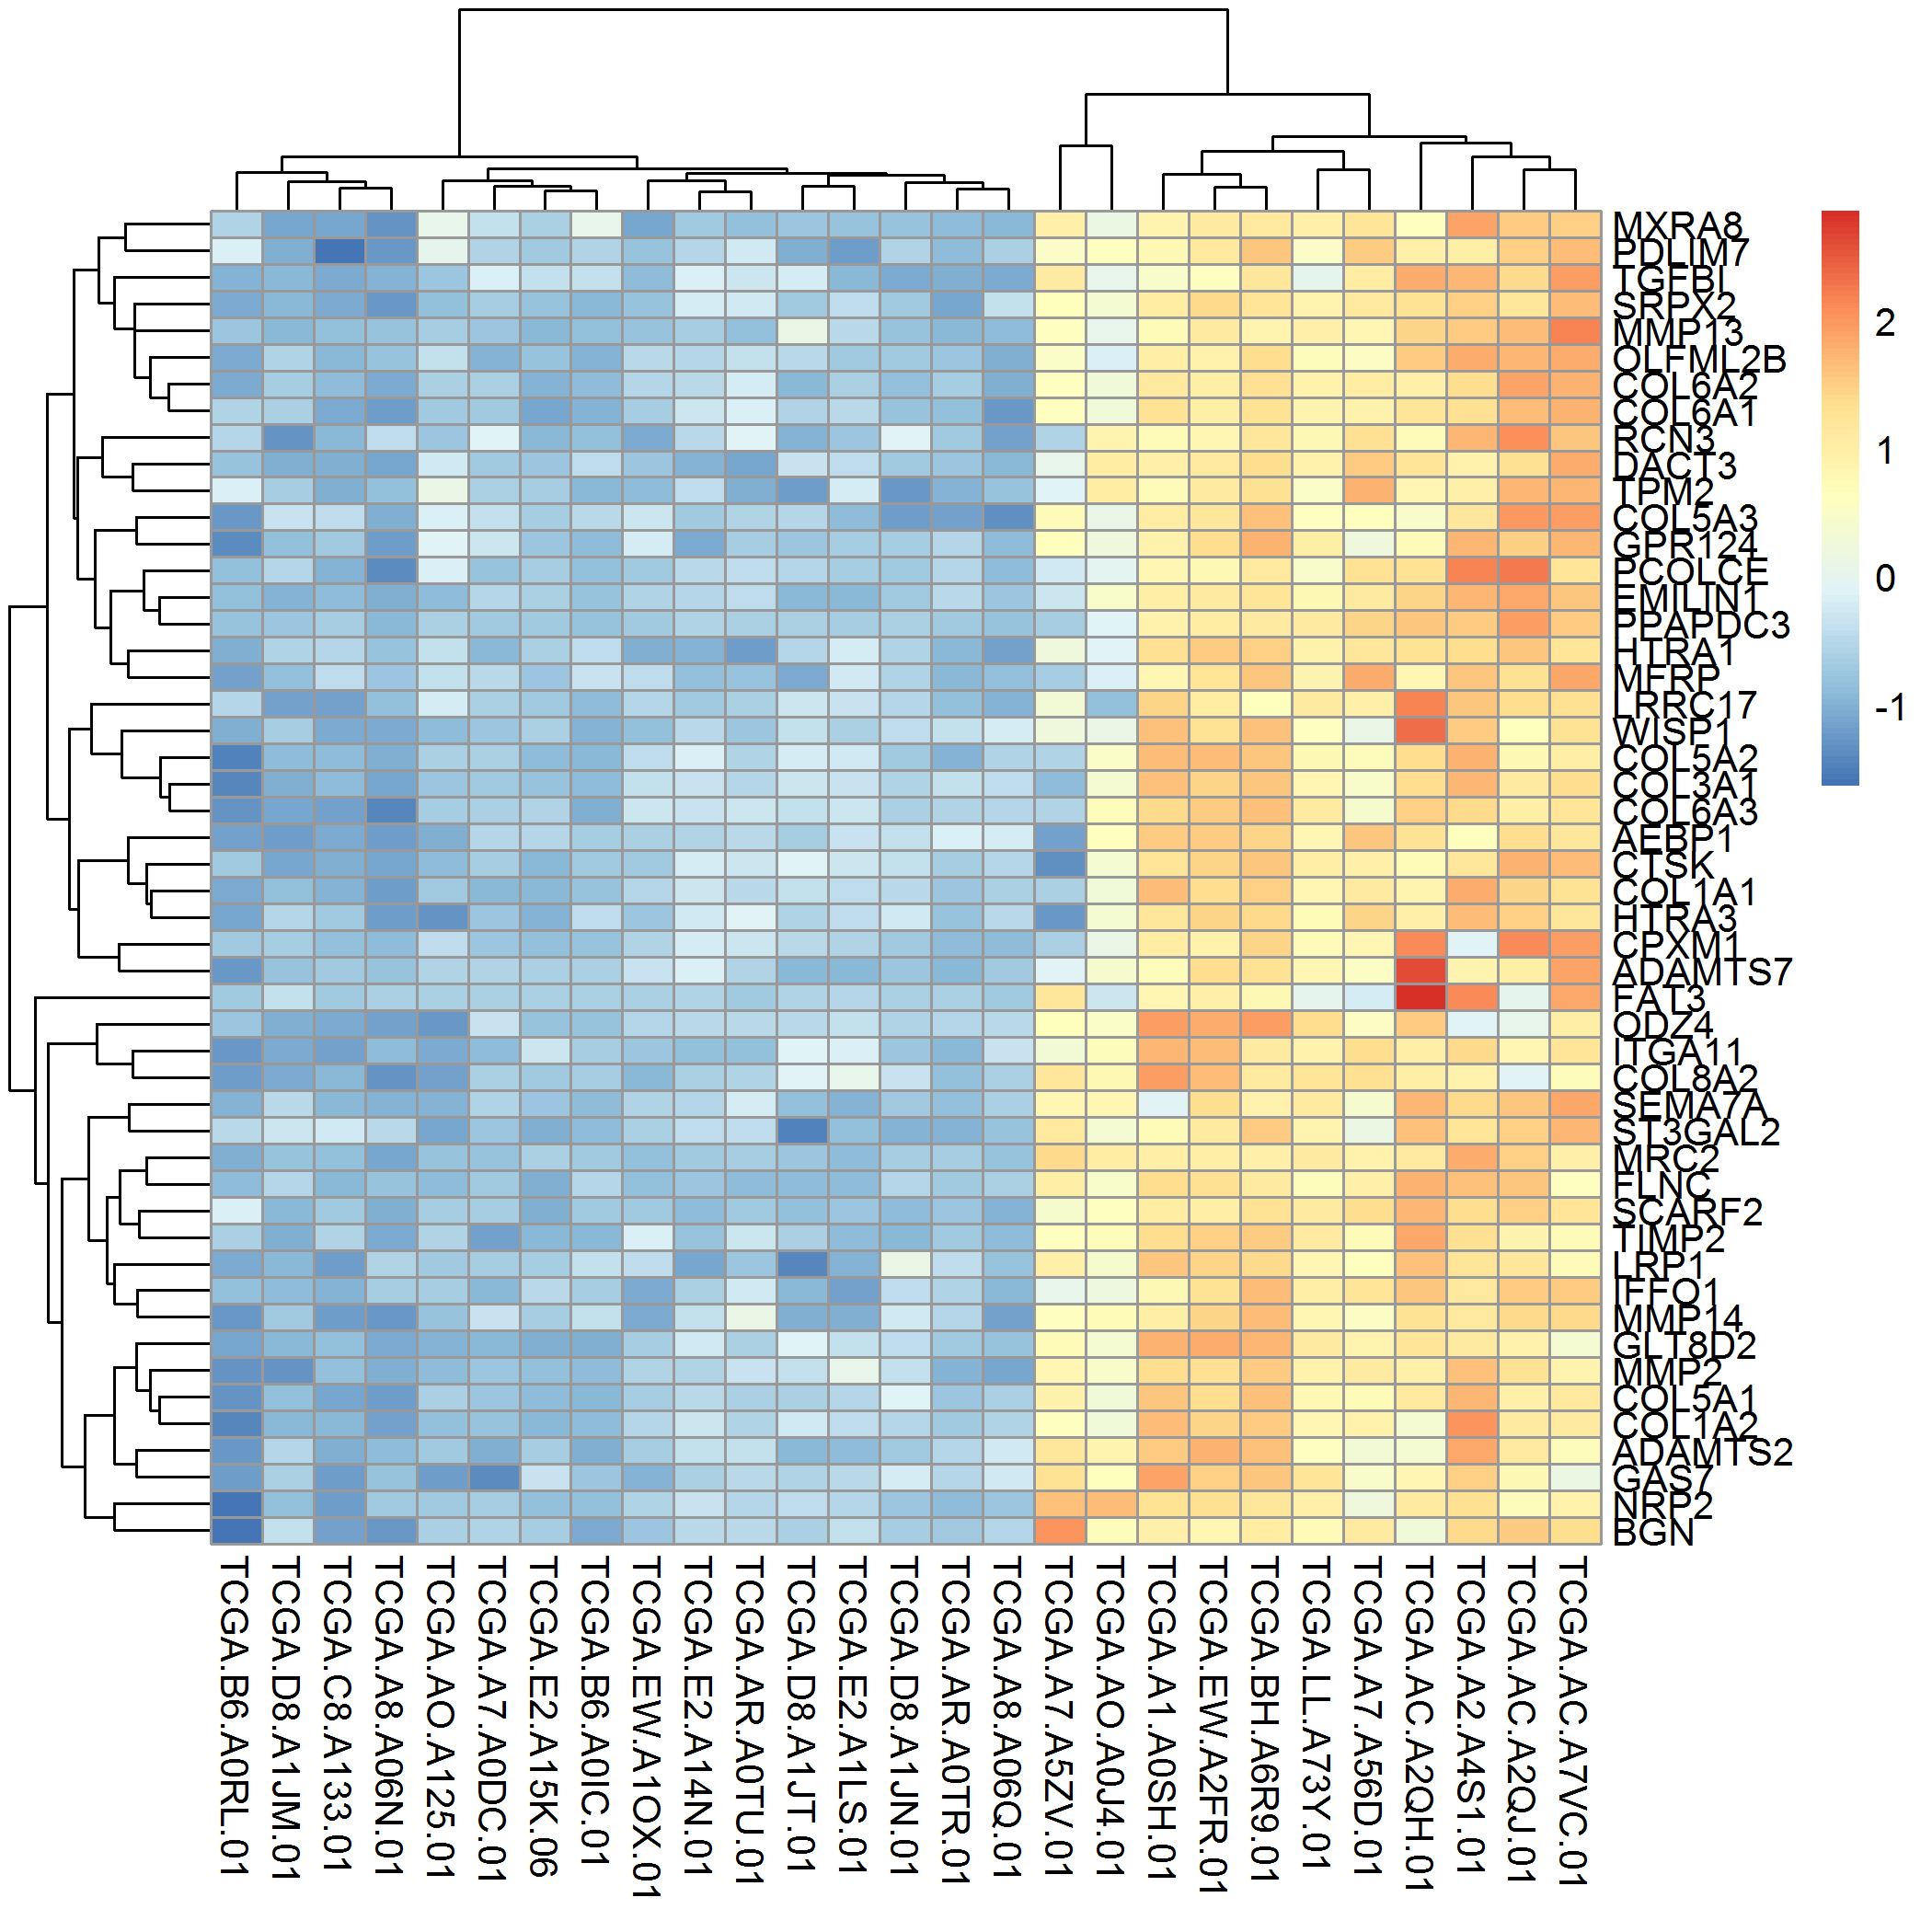 MXRA8
PDLIM7
TGFBI
SRPX2
MMP13
OLFML2B
COL6A2
COL6A1
RCN3
DACT3
TPM2
COL5A3
GPR124
PCOLCE
EMILIN1
PPAPDC3
HTRA1
MFRP
LRRC17
WISP1
COL5A2
COL3A1
COL6A3
AEBP1
CTSK
COL1A1
HTRA3
CPXM1
ADAMTS7
FAT3
ODZ4
ITGA11
COL8A2
SEMA7A
ST3GAL2
MRC2
FLNC
SCARF2
TIMP2
LRP1
IFFO1
MMP14
GLT8D2
MMP2
COL5A1
COL1A2
ADAMTS2
GAS7
NRP2
BGN
2
1
0
-1
TCGA.B6.A0RL.01
TCGA.D8.A1JM.01
TCGA.C8.A133.01
TCGA.A8.A06N.01
TCGA.AO.A125.01
TCGA.A7.A0DC.01
TCGA.E2.A15K.06
TCGA.B6.A0IC.01
TCGA.EW.A1OX.01
TCGA.E2.A14N.01
TCGA.AR.A0TU.01
TCGA.D8.A1JT.01
TCGA.E2.A1LS.01
TCGA.D8.A1JN.01
TCGA.AR.A0TR.01
TCGA.A8.A06Q.01
TCGA.A7.A5ZV.01
TCGA.AO.A0J4.01
TCGA.A1.A0SH.01
TCGA.EW.A2FR.01
TCGA.BH.A6R9.01
TCGA.LL.A73Y.01
TCGA.A7.A56D.01
TCGA.AC.A2QH.01
TCGA.A2.A4S1.01
TCGA.AC.A2QJ.01
TCGA.AC.A7VC.01